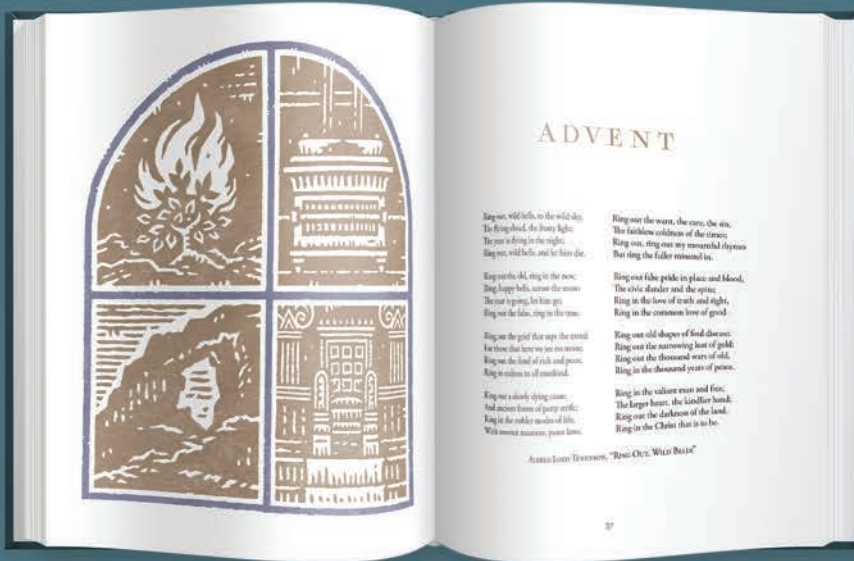 ADVENT
Ring out, wild bells, to the wild sky,
The flying cloud, the frosty light;
The year is dying in the night;
Ring out, wild bells, and let him die.
Ring out the old, ring in the new,
Ring, happy bells, across the snow:
The year is going, let him go;
Ring out the false, ring in the true.
Ring out the grief that saps the mind,
For those that here we see no more;
Ring out the feud of rich and poor,
Ring in redress to all mankind.
Ring out a slowly dying cause,
And ancient forms of party strife;
Ring in the nobler modes of life,
With sweeter manners, purer laws.
Ring out the want, the care, the sin,
The faithless coldness of the times;
Ring out, ring out my mournful rhymes
But ring the fuller minstrel in.
Ring out false pride in place and blood,
The civic slander and the spite;
Ring in the love of truth and right,
Ring in the common love of good.
Ring out old shapes of foul disease;
Ring out the narrowing lust of gold;
Ring out the thousand wars of old,
Ring in the thousand years of peace.
Ring in the valiant man and free,
The larger heart, the kindlier hand;
Ring out the darkness of the land,
Ring in the Christ that is to be.
Alfred Lord Tennyson, "Ring Out, Wild Bells"